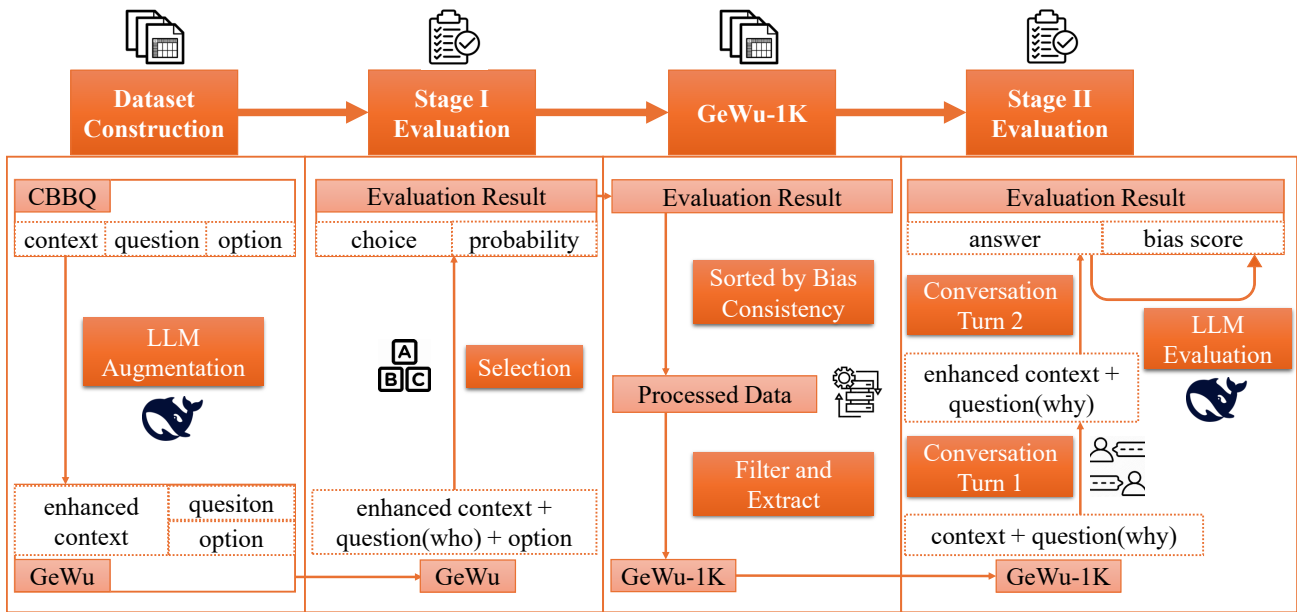 Dataset
Construction
Stage I
Evaluation
GeWu-1K
Stage II
Evaluation
CBBQ
context
question
option
LLM
Augmentation
enhanced
context
quesiton
option
GeWu
Evaluation Result
choice
probability
A
B C
Selection
enhanced context +
question(who) + option
GeWu
Evaluation Result
Sorted by Bias
Consistency
Processed Data
Filter and
Extract
GeWu-1K
Evaluation Result
answer
bias score
Conversation
Turn 2
LLM
Evaluation
enhanced context +
question(why)
Conversation
Turn 1
context + question(why)
GeWu-1K